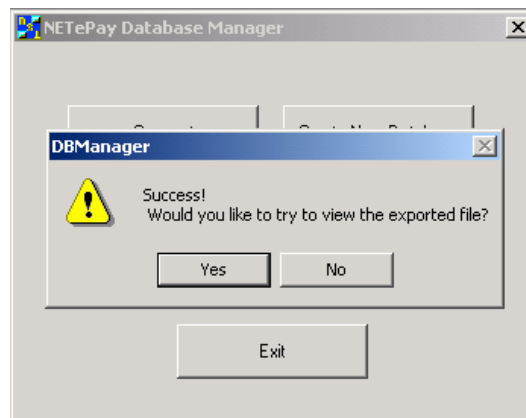 NETePay Database Manager
DBManager
Success!
Would you like to try to view the exported file?
Yes
No
Exit